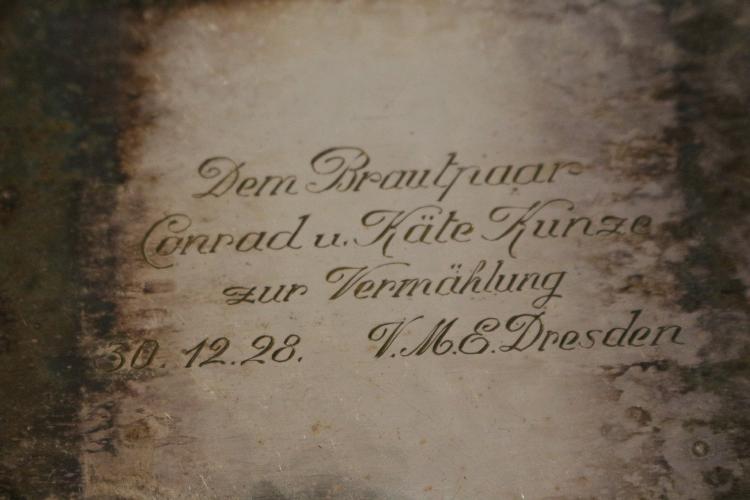 Dem Brautpaar
Conrad u. Käte Kunze
zur Vermählung
30. 12. 28. V.M.E. Dresden